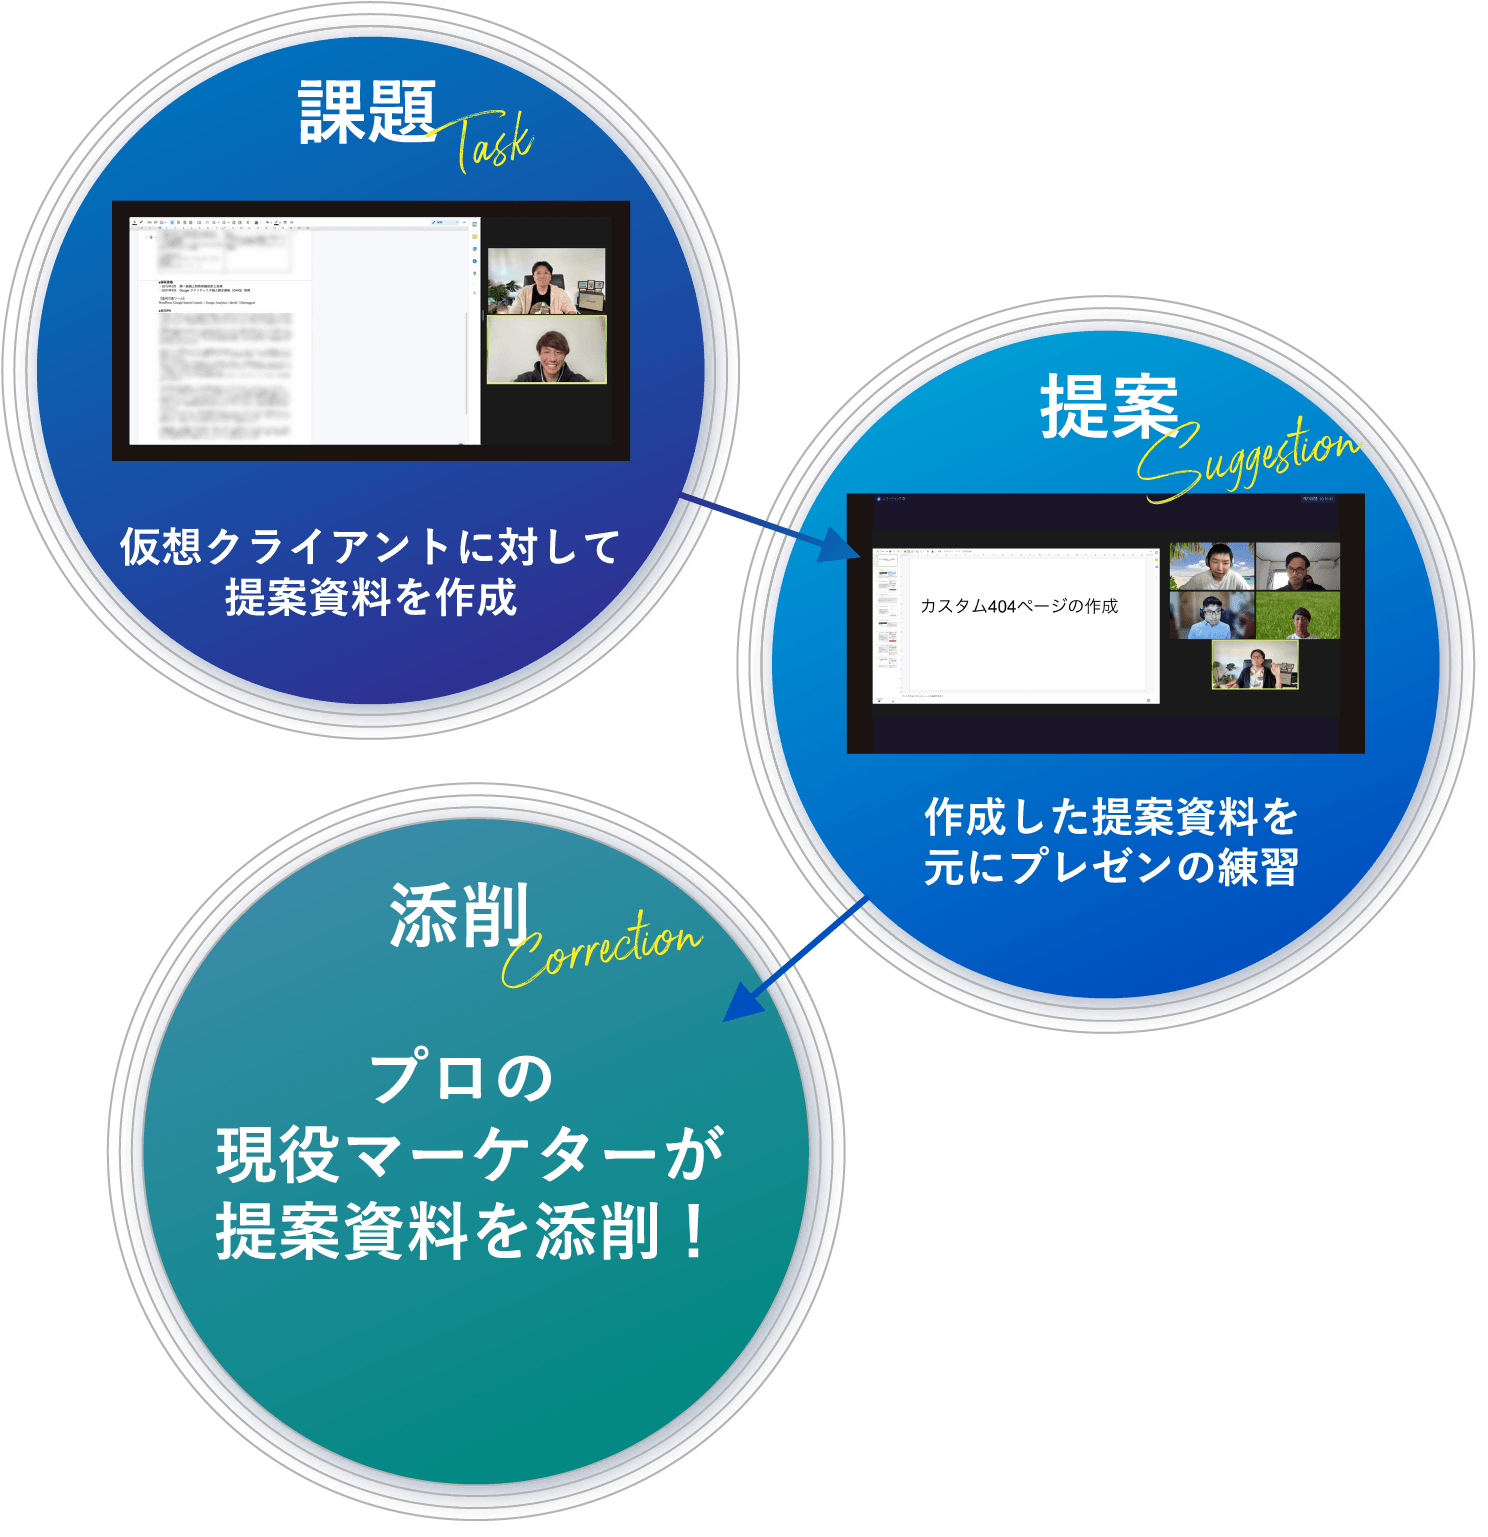 課題
Task
仮想クライアントに対して
提案資料を作成
提案
Suggestion
カスタム404ページの作成
作成した提案資料を
元にプレゼンの練習
添削
Correction
プロの
現役マーケターが
提案資料を添削！